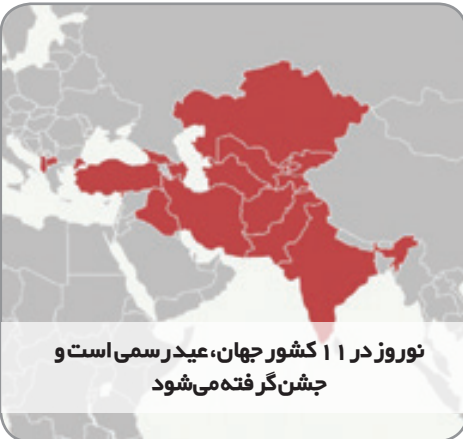 نوروز در ۱۱ کشور جهان، عید رسمی است و
جشن گرفته می‌شود